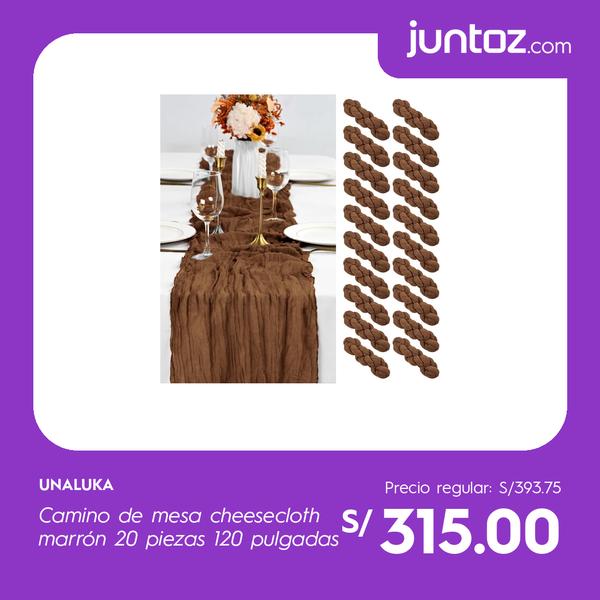 juntoz.com
UNALUKA
Camino de mesa cheesecloth
marrón 20 piezas 120 pulgadas
Precio regular: S/393.75
S/ 315.00